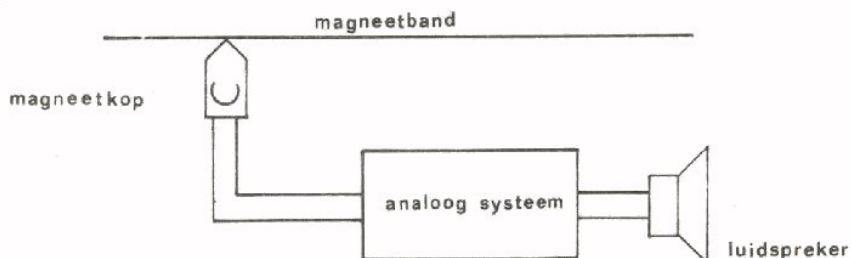 magneetband
magneetkop
analoog systeem
luidspreker